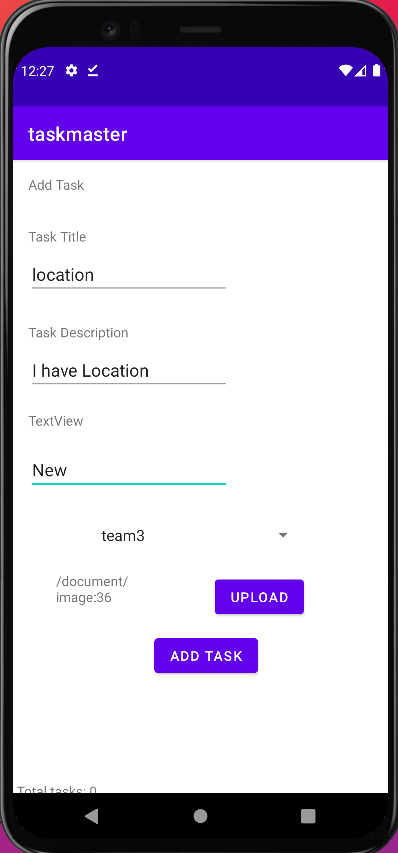 12:27
taskmaster
Add Task
Task Title
location
Task Description
I have Location
TextView
New
team3
/document/
image:36
UPLOAD
ADD TASK
Total tasks: 0